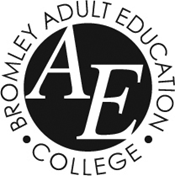 • BROMLEY ADULT EDUCATION •
COLLEGE
AE